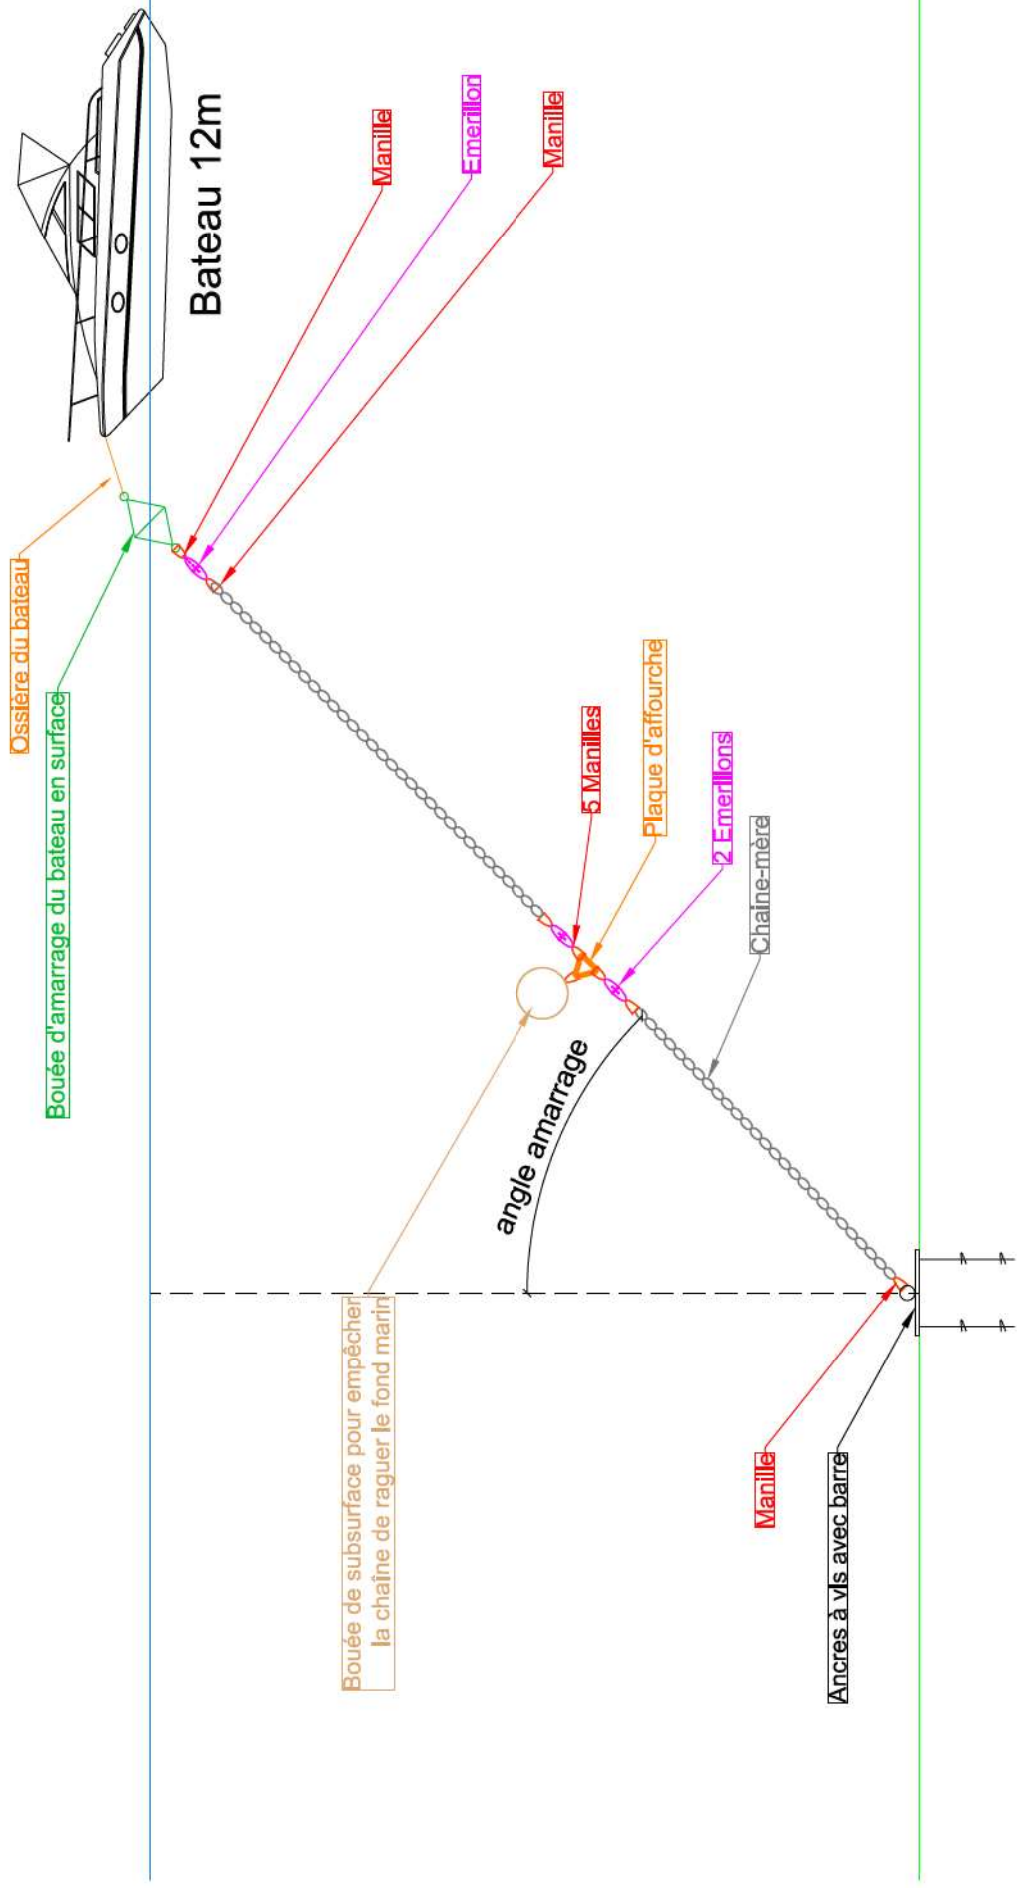 Ossière du bateau
Bouée d'amarrage du bateau en surface
Bateau 12m
Manille
Emerillon
Manille
Bouée de subsurface pour empêcher
la chaîne de raguer le fond marin
angle amarrage
5 Manilles
Plaque d'affourche
2 Emerillons
Chaine-mère
Manille
Ancres à vis avec barre